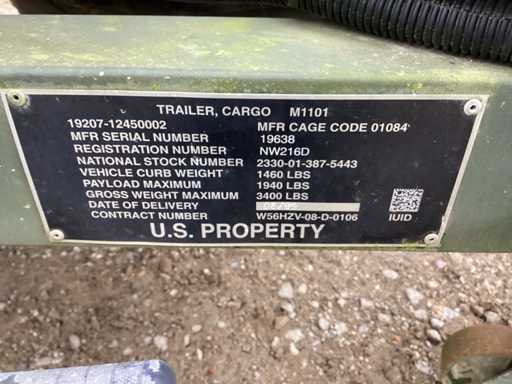 TRAILER, CARGO M1101
19207-12450002 MFR CAGE CODE 01084
MFR SERIAL NUMBER 19638
REGISTRATION NUMBER NW216D
NATIONAL STOCK NUMBER 2330-01-387-5443
VEHICLE CURB WEIGHT 1460 LBS
PAYLOAD MAXIMUM 1940 LBS
GROSS WEIGHT MAXIMUM 3400 LBS
DATE OF DELIVERY
CONTRACT NUMBER W56HZV-08-D-0106
IUID
U.S. PROPERTY